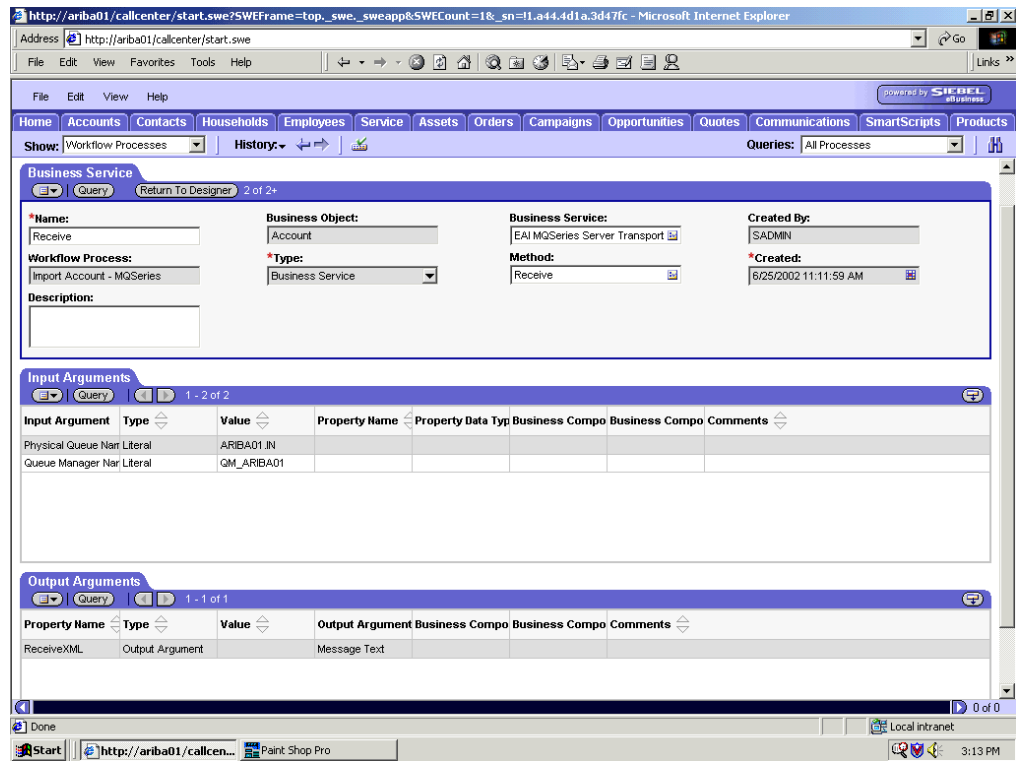 http://ariba01/callcenter/start.swe?SWEFrame=top._swe._sweapp&SWECount=1&_sn=!1.a44.4d1a.3d47fc - Microsoft Internet Explorer
Address http://ariba01/callcenter/start.swe Go
File Edit View Favorites Tools Help Links »
File Edit View Help powered by SIEBEL eBusiness
Home Accounts Contacts Households Employees Service Assets Orders Campaigns Opportunities Quotes Communications SmartScripts Products
Show: Workflow Processes History: Queries: All Processes
Business Service
Query Return To Designer 2 of 2+
*Name: Business Object: Business Service: Created By:
Receive Account EAI MQSeries Server Transport SADMIN
Workflow Process: *Type: Method: *Created:
Import Account - MQSeries Business Service Receive 6/25/2002 11:11:59 AM
Description:
Input Arguments
Query 1 - 2 of 2
Input Argument Type Value Property Name Property Data Typ Business Compo Business Compo Comments
Physical Queue Nam Literal ARIBA01.IN
Queue Manager Nar Literal QM_ARIBA01
Output Arguments
Query 1 - 1 of 1
Property Name Type Value Output Argument Business Compo Business Compo Comments
ReceiveXML Output Argument Message Text
0 of 0
Done Local intranet
Start http://ariba01/callcen... Paint Shop Pro 3:13 PM